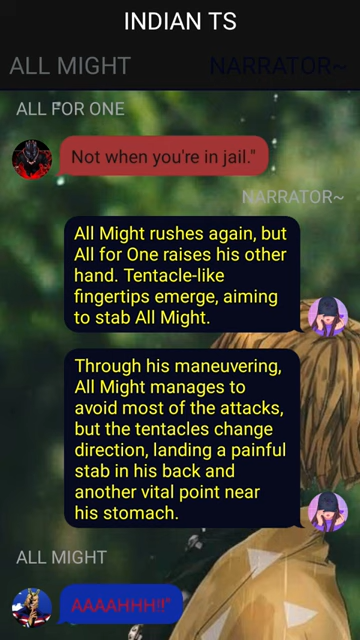 INDIAN TS
ALL MIGHT
NARRATOR~
ALL FOR ONE
Not when you're in jail."
NARRATOR~
All Might rushes again, but
All for One raises his other
hand. Tentacle-like
fingertips emerge, aiming
to stab All Might.
Through his maneuvering,
All Might manages to
avoid most of the attacks,
but the tentacles change
direction, landing a painful
stab in his back and
another vital point near
his stomach.
ALL MIGHT
AAAAHHH!!"